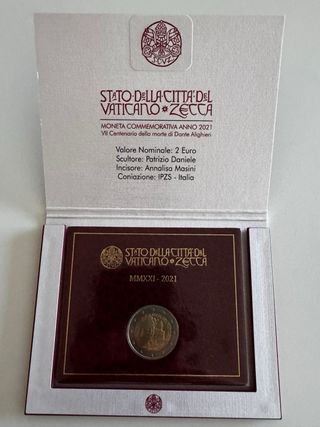 STATO DELLA CITTÀ DEL
VATICANO * ZECCA
MONETA COMMEMORATIVA ANNO 2021
VII Centenario della morte di Dante Alighieri
Valore Nominale: 2 Euro
Scultore: Patrizio Daniele
Incisore: Annalisa Masini
Coniazione: IPZS - Italia
STATO DELLA CITTÀ DEL
VATICANO * ZECCA
MMXXI - 2021